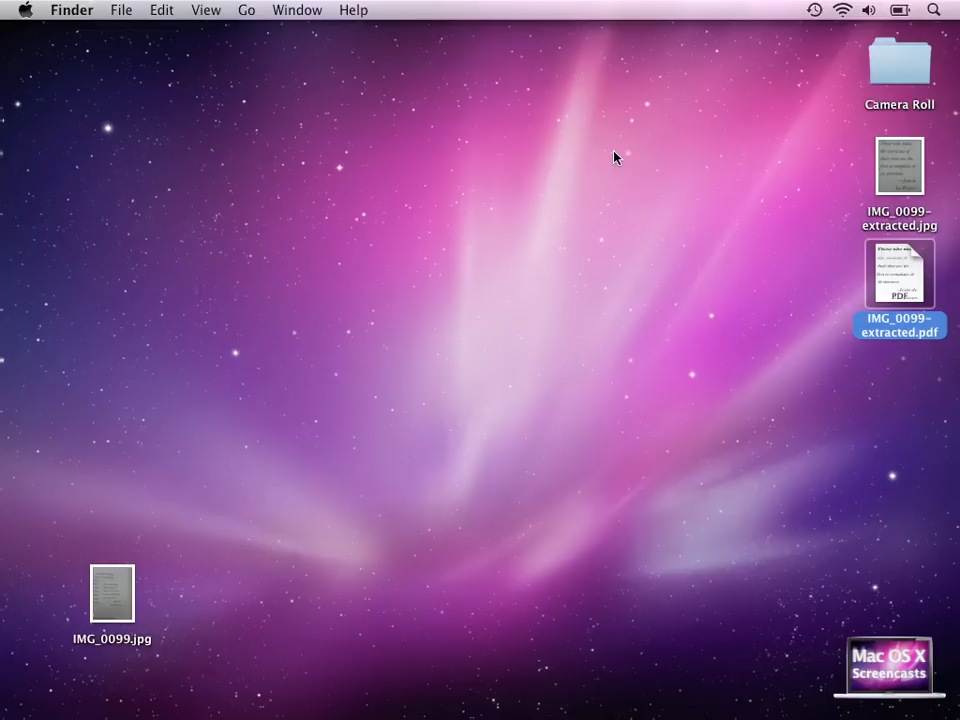 Finder File Edit View Go Window Help
Camera Roll
IMG_0099-
extracted.jpg
PDF
IMG_0099-
extracted.pdf
IMG_0099.jpg
Mac OS X
Screencasts